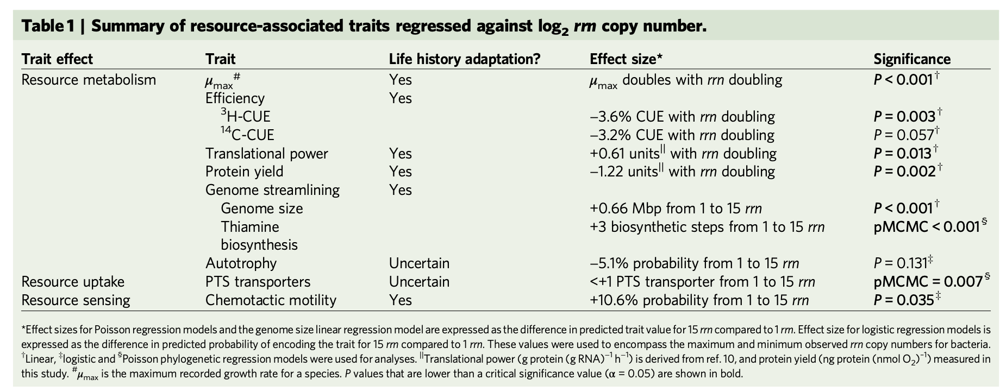 Table 1 | Summary of resource-associated traits regressed against log₂ rrn copy number.
Trait effect Trait Life history adaptation? Effect size* Significance
Resource metabolism μmax# Yes μmax doubles with rrn doubling P < 0.001†
Efficiency Yes
³H-CUE –3.6% CUE with rrn doubling P = 0.003†
¹⁴C-CUE –3.2% CUE with rrn doubling P = 0.057†
Translational power Yes +0.61 units|| with rrn doubling P = 0.013†
Protein yield Yes –1.22 units|| with rrn doubling P = 0.002†
Genome streamlining Yes
Genome size +0.66 Mbp from 1 to 15 rrn P < 0.001†
Thiamine +3 biosynthetic steps from 1 to 15 rrn pMCMC < 0.001§
biosynthesis
Autotrophy Uncertain –5.1% probability from 1 to 15 rrn P = 0.131‡
Resource uptake PTS transporters Uncertain <+1 PTS transporter from 1 to 15 rrn pMCMC = 0.007§
Resource sensing Chemotactic motility Yes +10.6% probability from 1 to 15 rrn P = 0.035‡
*Effect sizes for Poisson regression models and the genome size linear regression model are expressed as the difference in predicted trait value for 15 rrn compared to 1 rrn. Effect size for logistic regression models is
expressed as the difference in predicted probability of encoding the trait for 15 rrn compared to 1 rrn. These values were used to encompass the maximum and minimum observed rrn copy numbers for bacteria.
†Linear, ‡logistic and §Poisson phylogenetic regression models were used for analyses. ||Translational power (g protein (g RNA)⁻¹ h⁻¹) is derived from ref. 10, and protein yield (ng protein (nmol O₂)⁻¹) measured in
this study. #μmax is the maximum recorded growth rate for a species. P values that are lower than a critical significance value (α = 0.05) are shown in bold.